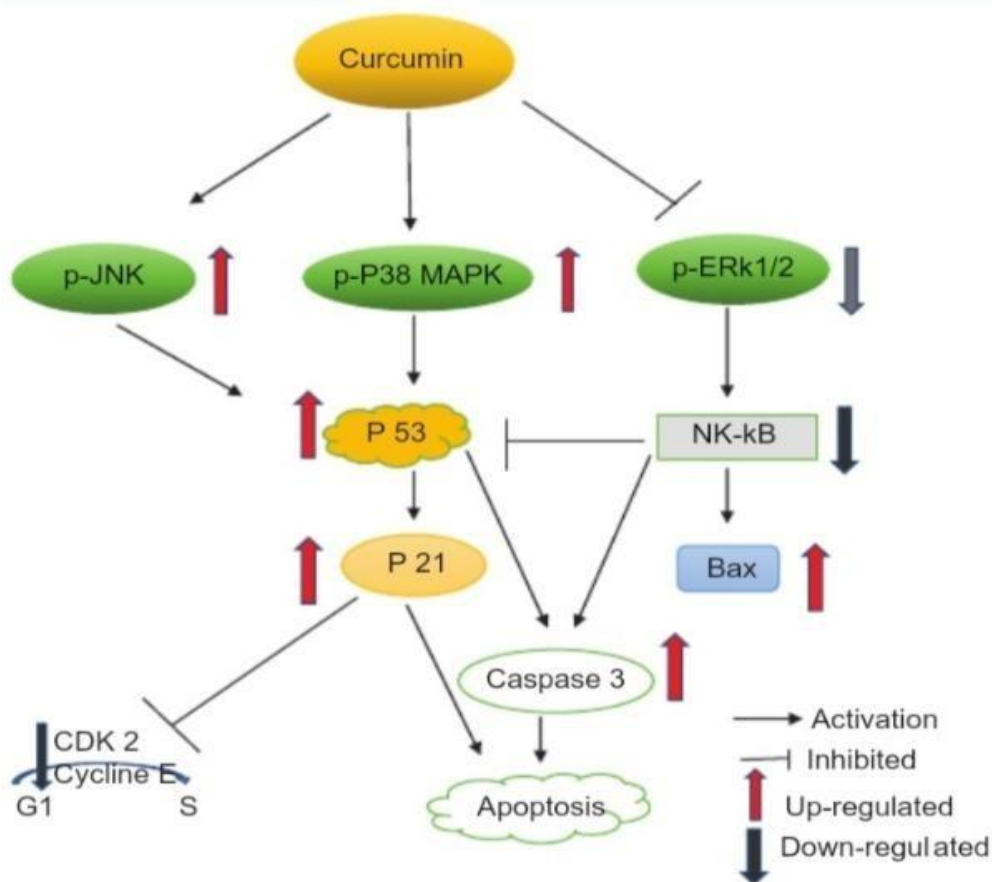 Curcumin
p-JNK
p-P38 MAPK
p-ERk1/2
P 53
NK-kB
P 21
Bax
Caspase 3
CDK 2
Cycline E
G1
S
Apoptosis
Activation
Inhibited
Up-regulated
Down-regulated